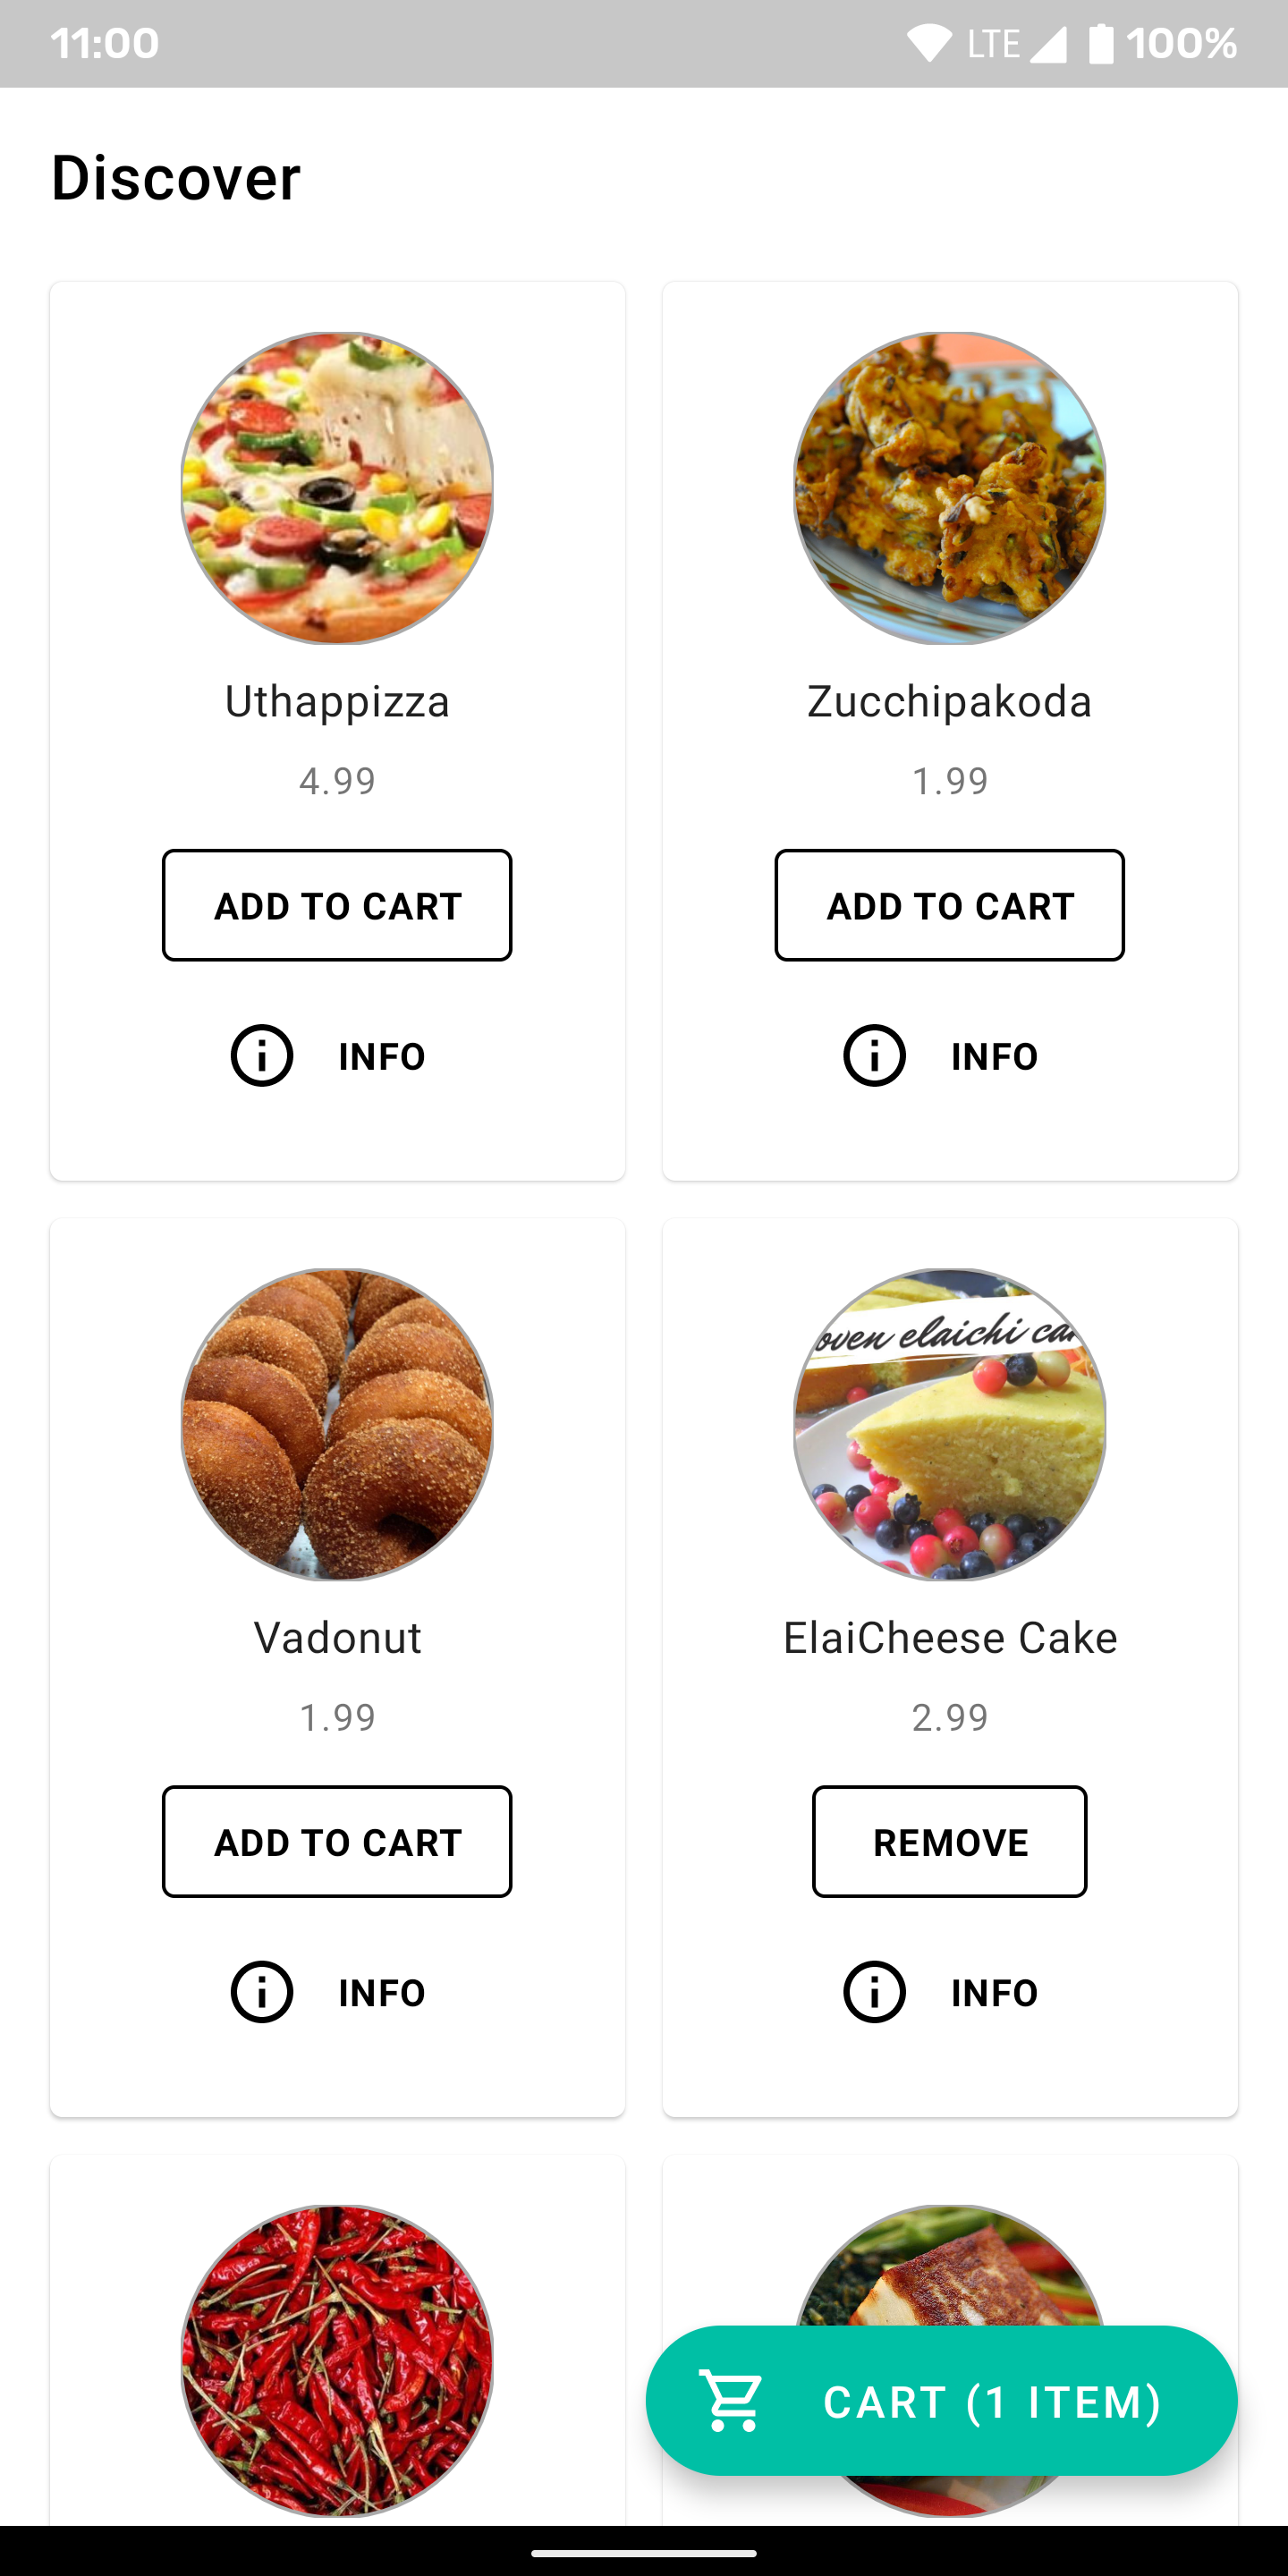 11:00 LTE 100%
Discover
Uthappizza
4.99
ADD TO CART
INFO
Zucchipakoda
1.99
ADD TO CART
INFO
Vadonut
1.99
ADD TO CART
INFO
oven elaichi ca
ElaiCheese Cake
2.99
REMOVE
INFO
CART (1 ITEM)